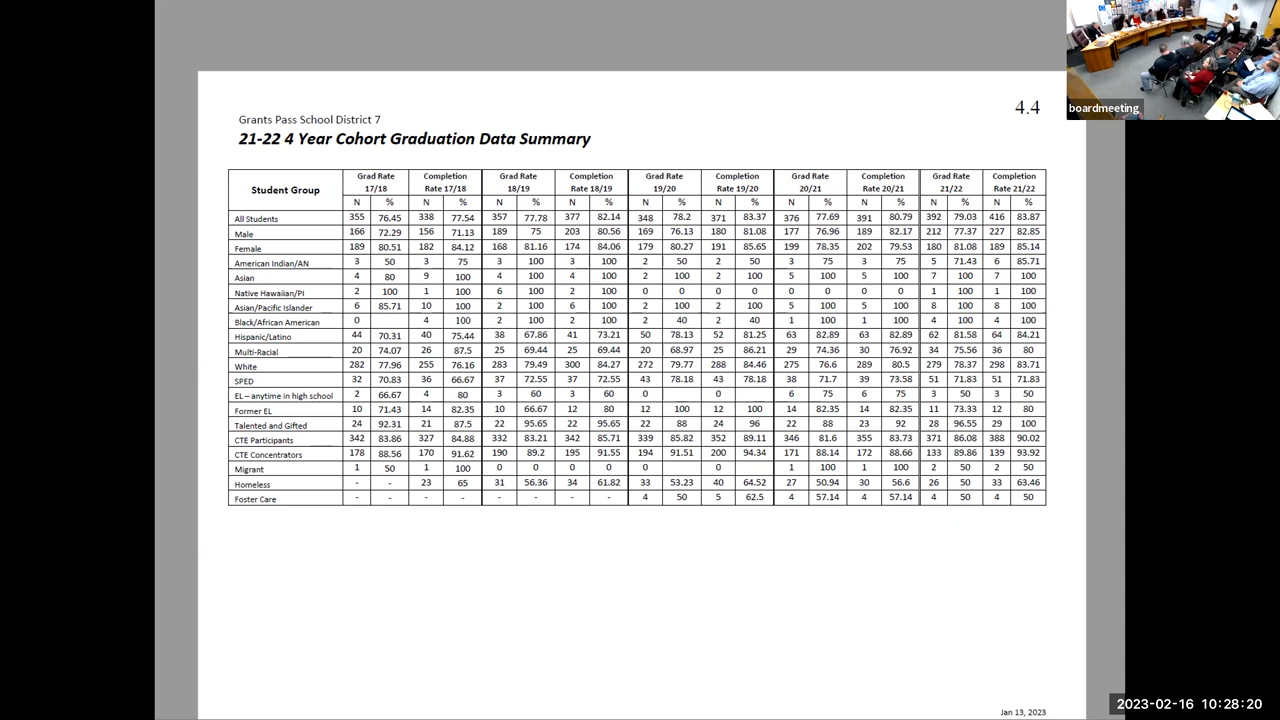 boardmeeting
4.4
Grants Pass School District 7
21-22 4 Year Cohort Graduation Data Summary
Student Group Grad Rate 17/18 Completion Rate 17/18 Grad Rate 18/19 Completion Rate 18/19 Grad Rate 19/20 Completion Rate 19/20 Grad Rate 20/21 Completion Rate 20/21 Grad Rate 21/22 Completion Rate 21/22
N % N % N % N % N % N % N % N % N % N %
All Students 355 76.45 338 77.54 357 77.78 377 82.14 348 78.2 371 83.37 376 77.69 391 80.79 392 79.03 416 83.87
Male 166 72.29 156 71.13 189 75 203 80.56 169 76.13 180 81.08 177 76.96 189 82.17 212 77.37 227 82.85
Female 189 80.51 182 84.12 168 81.16 174 84.06 179 80.27 191 85.65 199 78.35 202 79.53 180 81.08 189 85.14
American Indian/AN 3 50 3 75 3 100 3 100 2 50 2 50 3 75 3 75 5 71.43 6 85.71
Asian 4 80 9 100 4 100 4 100 2 100 2 100 5 100 5 100 7 100 7 100
Native Hawaiian/PI 2 100 1 100 6 100 2 100 0 0 0 0 0 0 0 0 1 100 1 100
Asian/Pacific Islander 6 85.71 10 100 2 100 6 100 2 100 2 100 5 100 5 100 8 100 8 100
Black/African American 0 4 100 2 100 2 100 2 40 2 40 1 100 1 100 4 100 4 100
Hispanic/Latino 44 70.31 40 75.44 38 67.86 41 73.21 50 78.13 52 81.25 63 82.89 63 82.89 62 81.58 64 84.21
Multi-Racial 20 74.07 26 87.5 25 69.44 25 69.44 20 68.97 25 86.21 29 74.36 30 76.92 34 75.56 36 80
White 282 77.96 255 76.16 283 79.49 300 84.27 272 79.77 288 84.46 275 76.6 289 80.5 279 78.37 298 83.71
SPED 32 70.83 36 66.67 37 72.55 37 72.55 43 78.18 43 78.18 38 71.7 39 73.58 51 71.83 51 71.83
EL – anytime in high school 2 66.67 4 80 3 60 3 60 0 0 6 75 6 75 3 50 3 50
Former EL 10 71.43 14 82.35 10 66.67 12 80 12 100 12 100 14 82.35 14 82.35 11 73.33 12 80
Talented and Gifted 24 92.31 21 87.5 22 95.65 22 95.65 22 88 24 96 22 88 23 92 28 96.55 29 100
CTE Participants 342 83.86 327 84.88 332 83.21 342 85.71 339 85.82 352 89.11 346 81.6 355 83.73 371 86.08 388 90.02
CTE Concentrators 178 88.56 170 91.62 190 89.2 195 91.55 194 91.51 200 94.34 171 88.14 172 88.66 133 89.86 139 93.92
Migrant 1 50 1 100 0 0 0 0 0 0 1 100 1 100 2 50 2 50
Homeless - - 23 65 31 56.36 34 61.82 33 53.23 40 64.52 27 50.94 30 56.6 26 50 33 63.46
Foster Care - - - - - - - - 4 50 5 62.5 4 57.14 4 57.14 4 50 4 50
Jan 13, 2023
2023-02-16 10:28:20